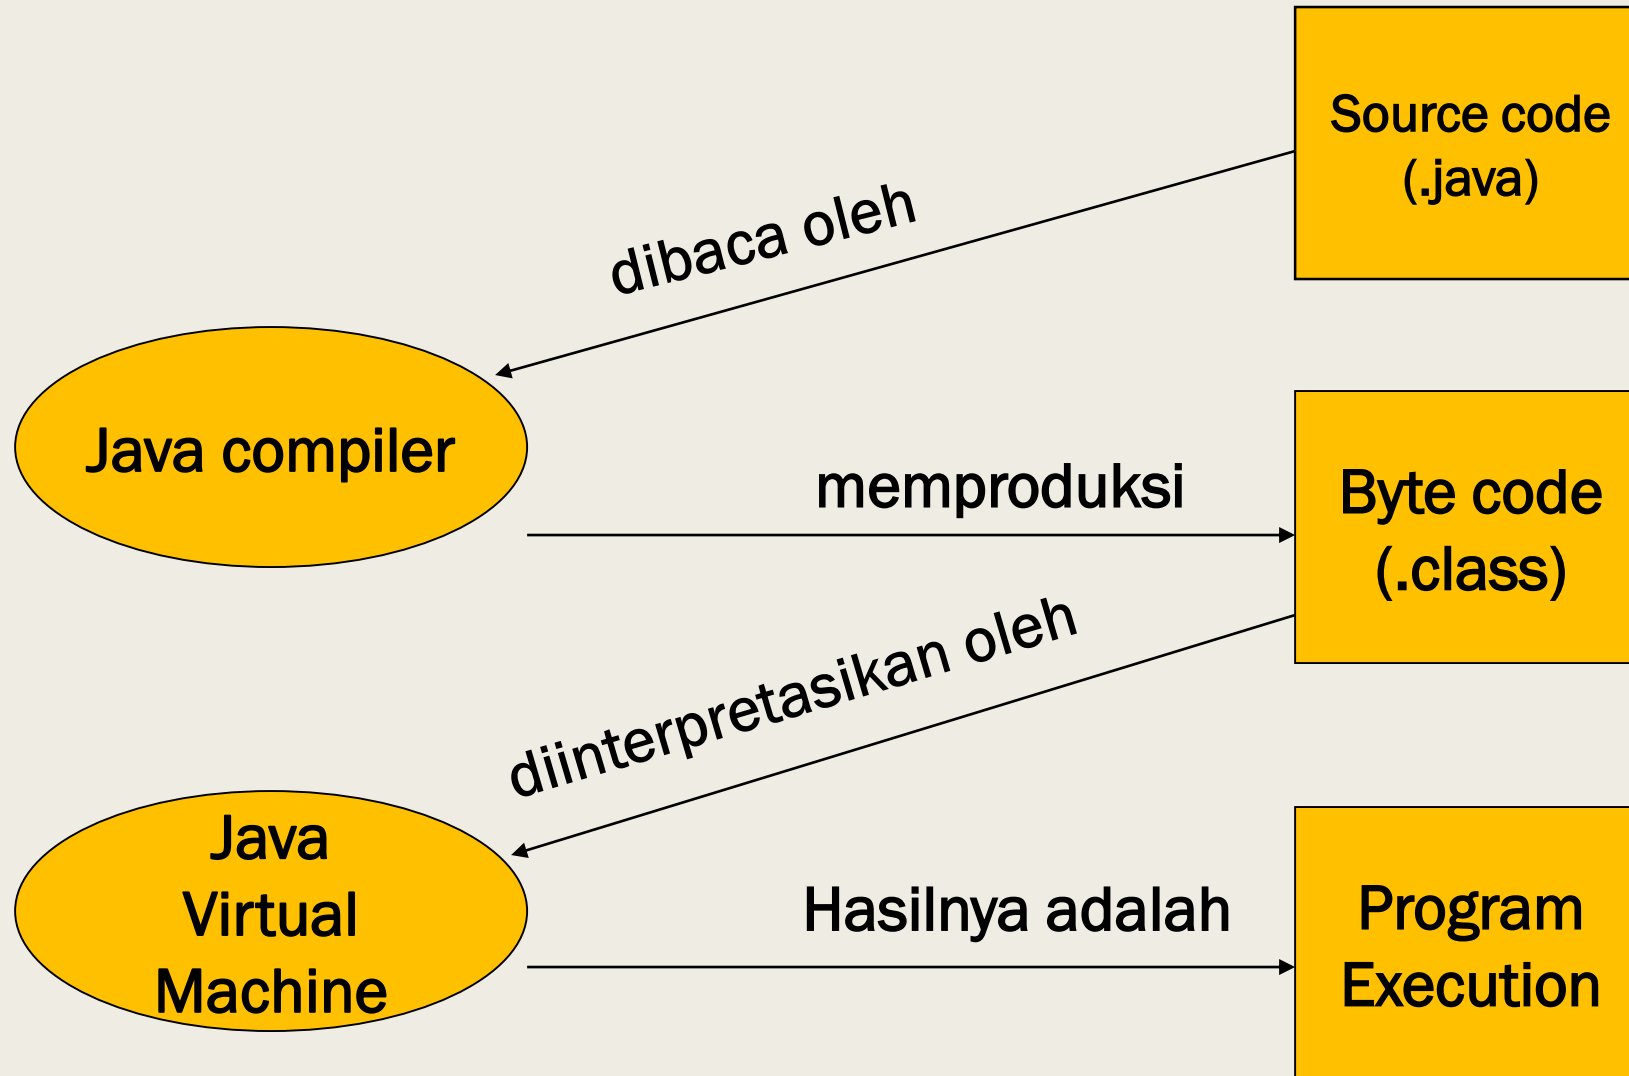 Source code
(.java)
dibaca oleh
Java compiler
memproduksi
Byte code
(.class)
diinterpretasikan oleh
Java
Virtual
Machine
Hasilnya adalah
Program
Execution